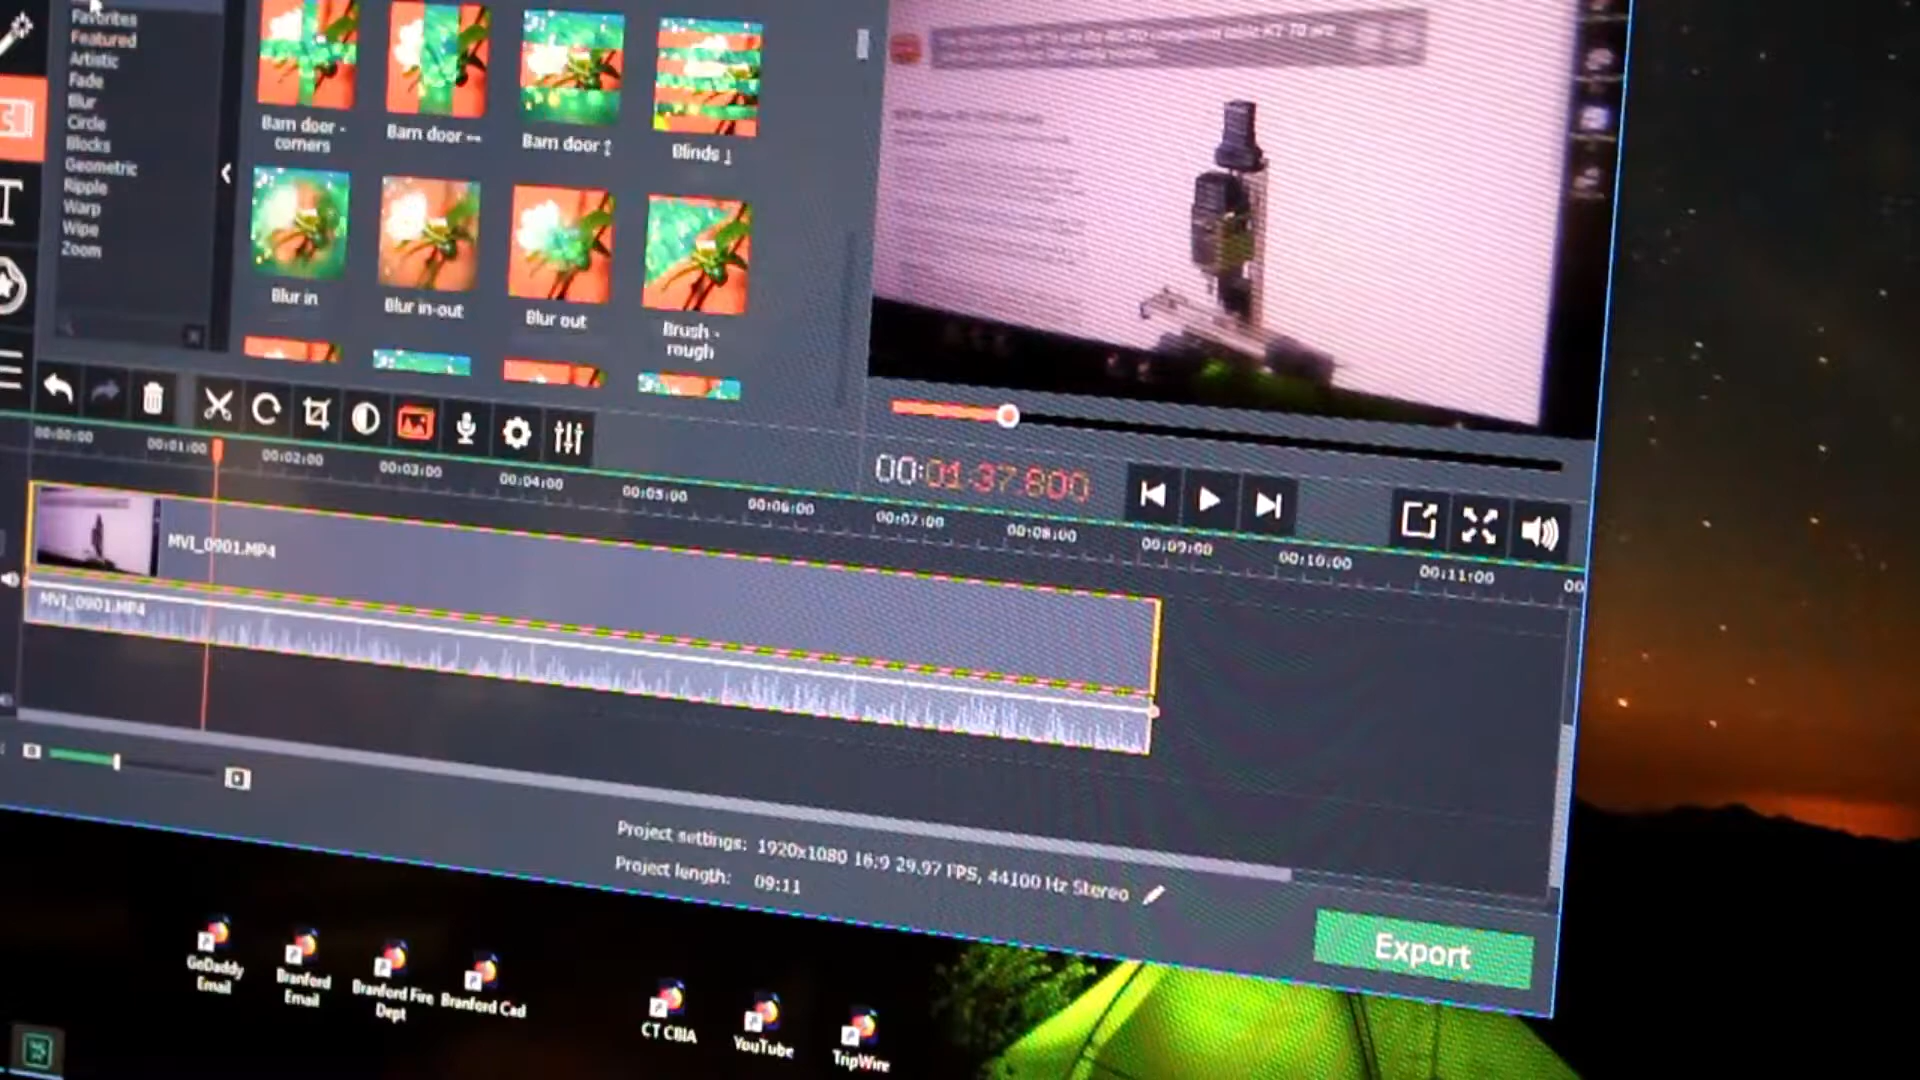 Favorites
Featured
Artistic
Fade
Blur
Circle
Blocks
Geometric
Ripple
Warp
Wipe
Zoom
Barn door -
corners
Barn door ↔
Barn door ↕
Blinds ↓
Blur in
Blur in-out
Blur out
Brush -
rough
00:00:00
00:01:00
00:02:00
00:03:00
00:04:00
00:05:00
00:06:00
00:07:00
00:08:00
00:09:00
00:10:00
00:11:00
00
00:01:37.800
MVI_0901.MP4
MVI_0901.MP4
Project settings: 1920x1080 16:9 29.97 FPS, 44100 Hz Stereo
Project length: 09:11
Export
GoDaddy
Email
Branford
Email
Branford Fire
Dept
Branford Cad
CT CBIA
YouTube
TripWire